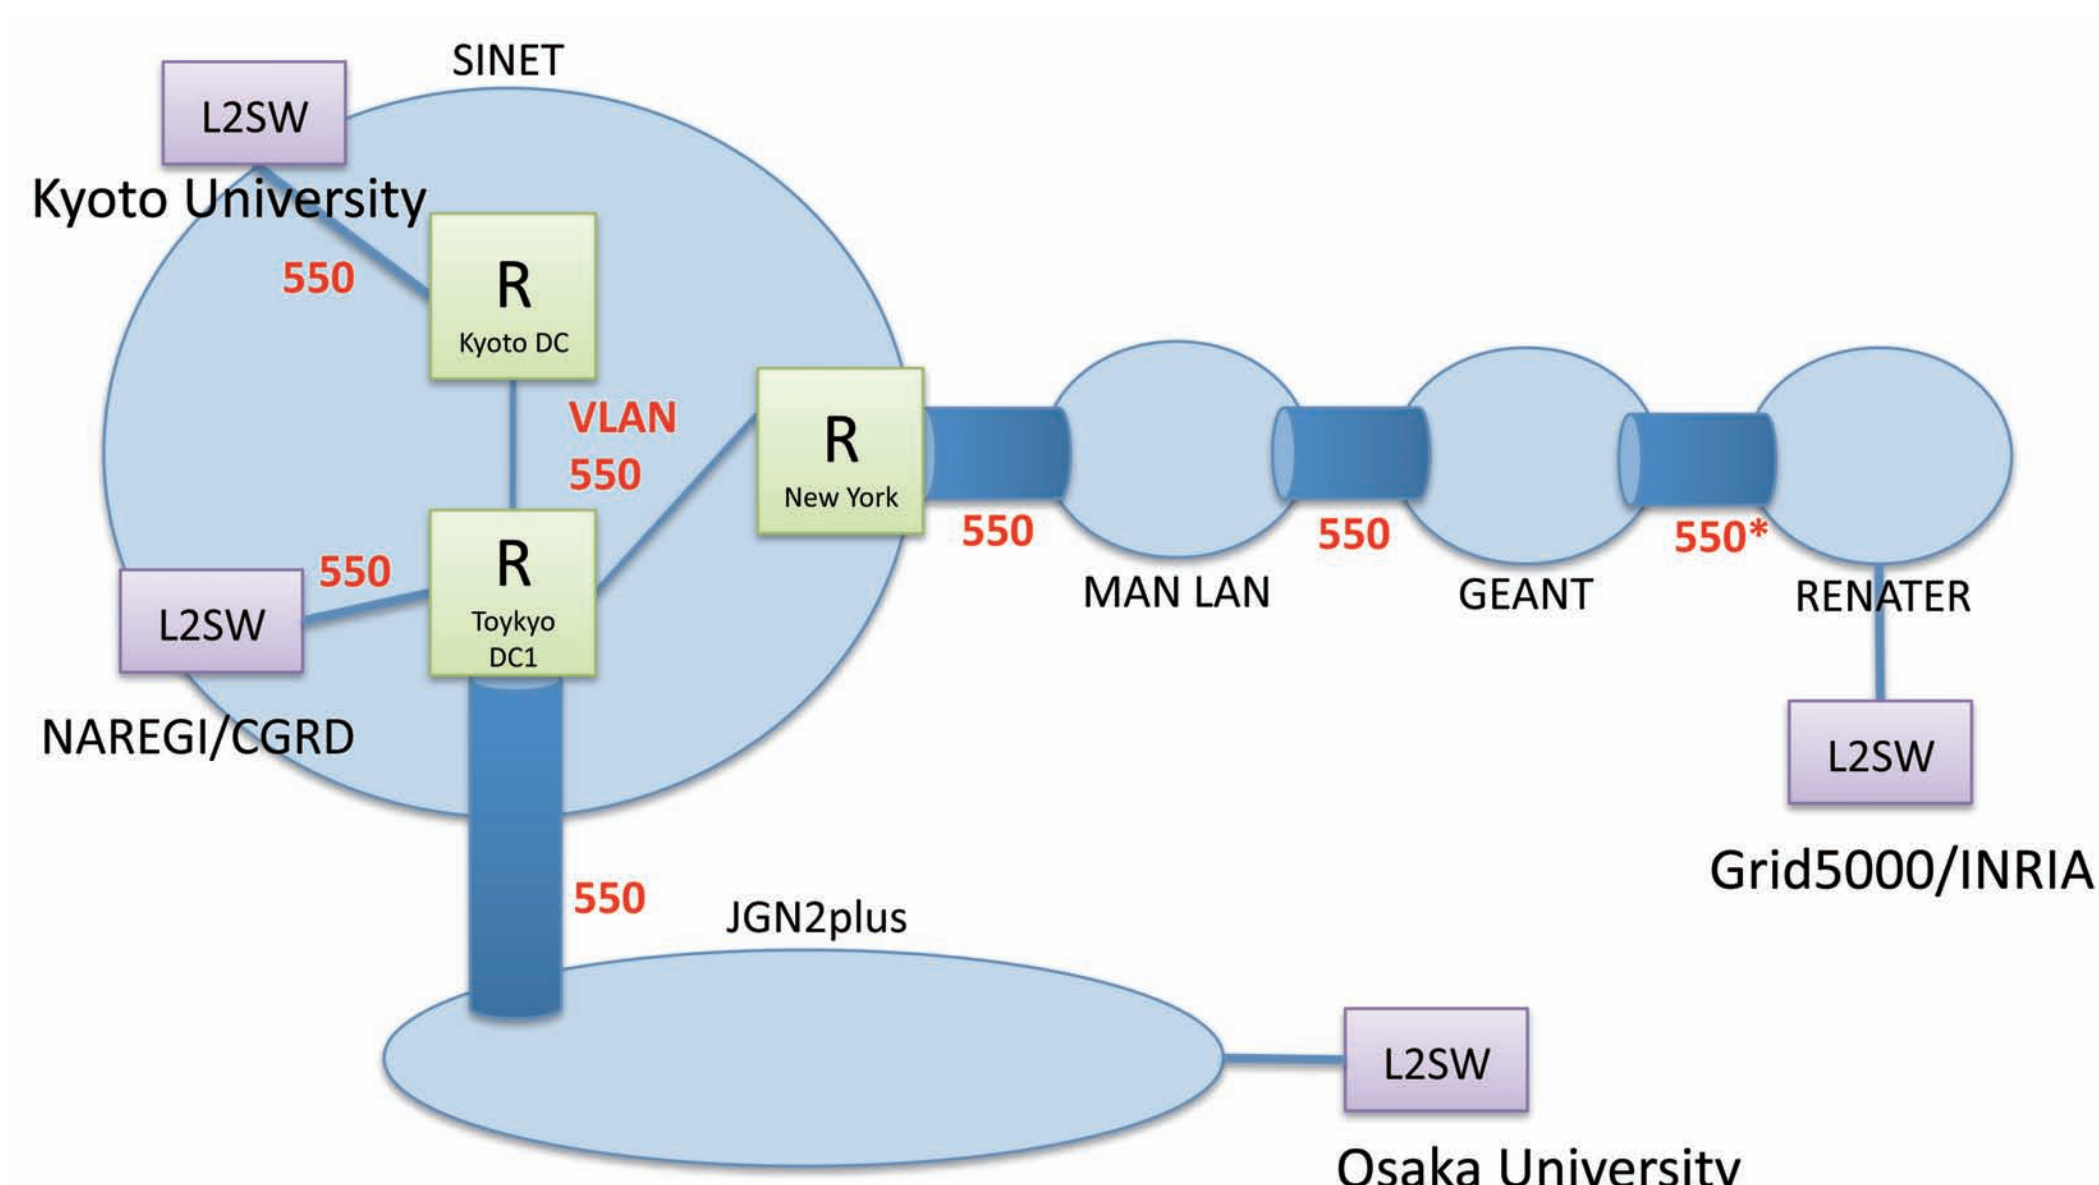 SINET
L2SW
Kyoto University
550
R
Kyoto DC
VLAN
550
R
New York
550
MAN LAN
550
GEANT
550*
RENATER
550
R
Toykyo
DC1
L2SW
NAREGI/CGRD
L2SW
Grid5000/INRIA
550
JGN2plus
L2SW
Osaka University